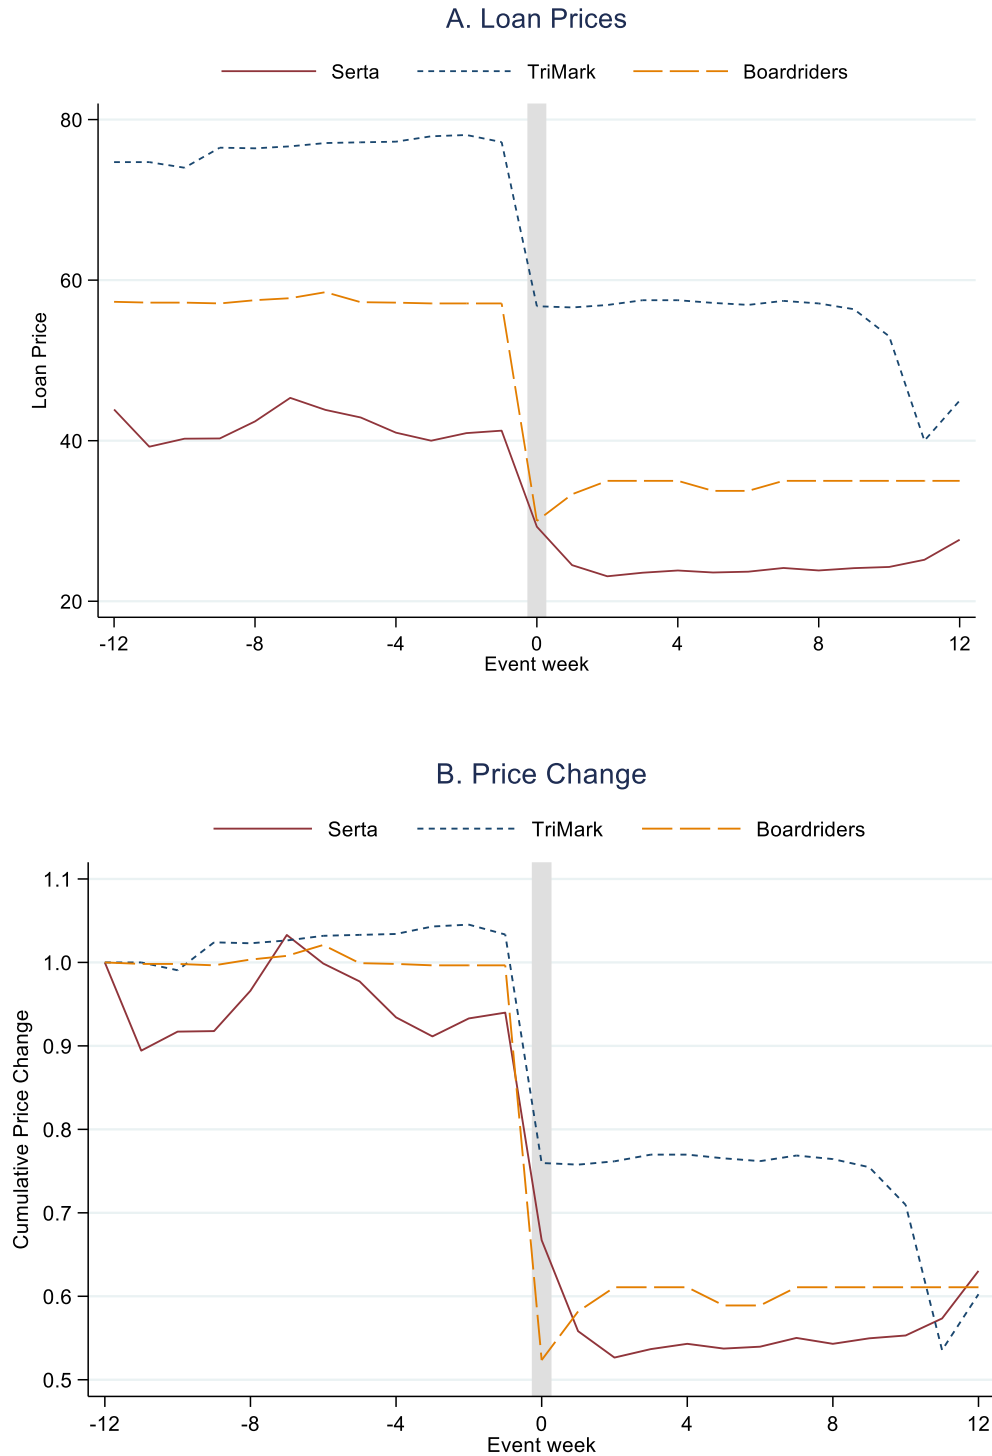 A. Loan Prices
Serta TriMark Boardriders
80
60
40
20
Loan Price
-12 -8 -4 0 4 8 12
Event week
B. Price Change
Serta TriMark Boardriders
1.1
1.0
0.9
0.8
0.7
0.6
0.5
Cumulative Price Change
-12 -8 -4 0 4 8 12
Event week